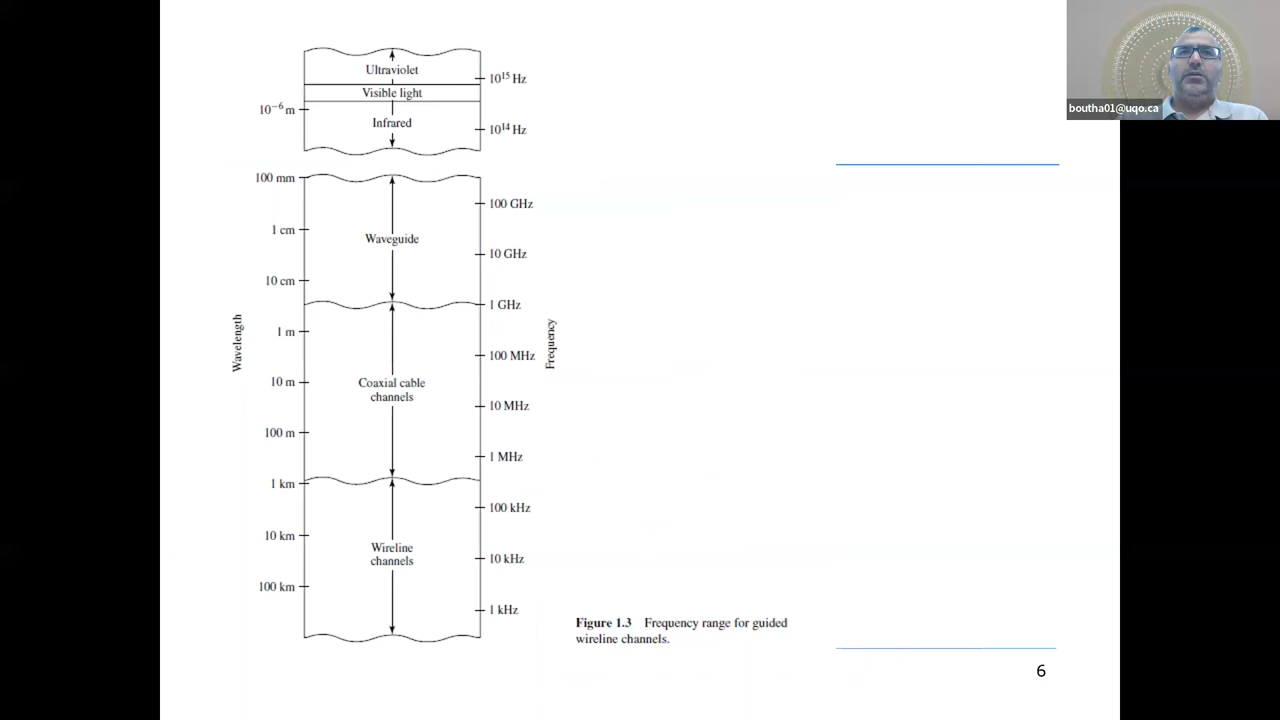 boutha01@uqo.ca
Ultraviolet
10¹⁵ Hz
Visible light
10⁻⁶ m
Infrared
10¹⁴ Hz
100 mm
100 GHz
1 cm
Waveguide
10 GHz
10 cm
1 GHz
Wavelength
Frequency
1 m
100 MHz
10 m
Coaxial cable
channels
10 MHz
100 m
1 MHz
1 km
100 kHz
10 km
Wireline
channels
10 kHz
100 km
1 kHz
Figure 1.3 Frequency range for guided
wireline channels.
6